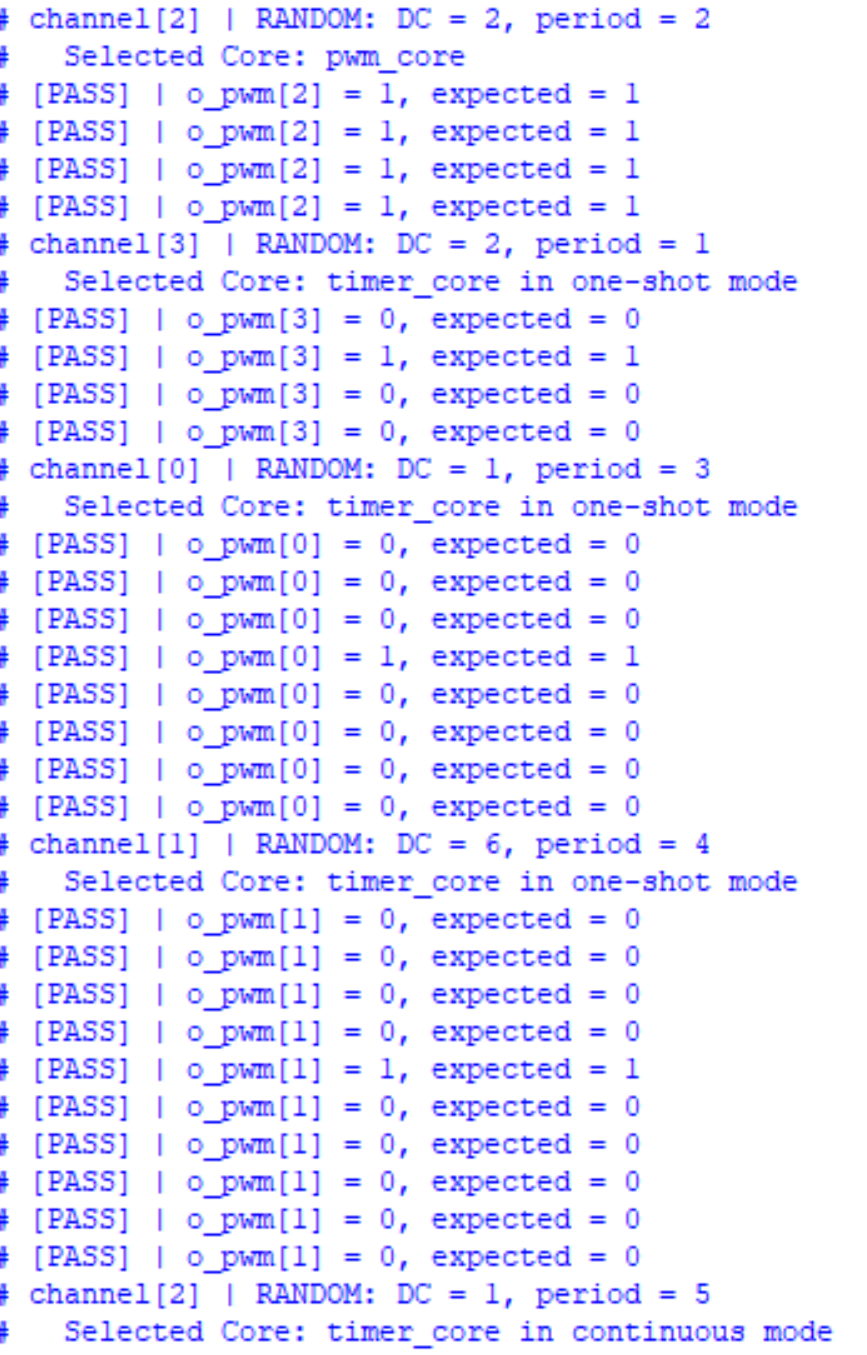 # channel[2] | RANDOM: DC = 2, period = 2
#   Selected Core: pwm_core
# [PASS] | o_pwm[2] = 1, expected = 1
# [PASS] | o_pwm[2] = 1, expected = 1
# [PASS] | o_pwm[2] = 1, expected = 1
# [PASS] | o_pwm[2] = 1, expected = 1
# channel[3] | RANDOM: DC = 2, period = 1
#   Selected Core: timer_core in one-shot mode
# [PASS] | o_pwm[3] = 0, expected = 0
# [PASS] | o_pwm[3] = 1, expected = 1
# [PASS] | o_pwm[3] = 0, expected = 0
# [PASS] | o_pwm[3] = 0, expected = 0
# channel[0] | RANDOM: DC = 1, period = 3
#   Selected Core: timer_core in one-shot mode
# [PASS] | o_pwm[0] = 0, expected = 0
# [PASS] | o_pwm[0] = 0, expected = 0
# [PASS] | o_pwm[0] = 0, expected = 0
# [PASS] | o_pwm[0] = 1, expected = 1
# [PASS] | o_pwm[0] = 0, expected = 0
# [PASS] | o_pwm[0] = 0, expected = 0
# [PASS] | o_pwm[0] = 0, expected = 0
# [PASS] | o_pwm[0] = 0, expected = 0
# channel[1] | RANDOM: DC = 6, period = 4
#   Selected Core: timer_core in one-shot mode
# [PASS] | o_pwm[1] = 0, expected = 0
# [PASS] | o_pwm[1] = 0, expected = 0
# [PASS] | o_pwm[1] = 0, expected = 0
# [PASS] | o_pwm[1] = 0, expected = 0
# [PASS] | o_pwm[1] = 1, expected = 1
# [PASS] | o_pwm[1] = 0, expected = 0
# [PASS] | o_pwm[1] = 0, expected = 0
# [PASS] | o_pwm[1] = 0, expected = 0
# [PASS] | o_pwm[1] = 0, expected = 0
# [PASS] | o_pwm[1] = 0, expected = 0
# channel[2] | RANDOM: DC = 1, period = 5
#   Selected Core: timer_core in continuous mode